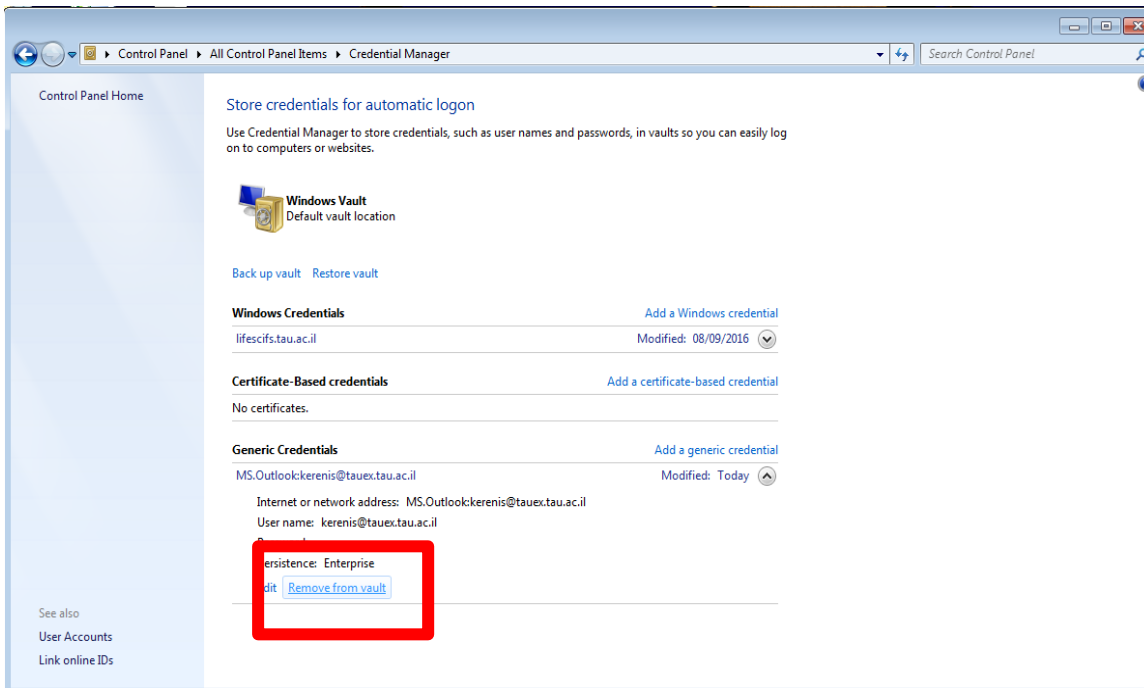 Control Panel ▸ All Control Panel Items ▸ Credential Manager
Search Control Panel
Control Panel Home
Store credentials for automatic logon
Use Credential Manager to store credentials, such as user names and passwords, in vaults so you can easily log
on to computers or websites.
Windows Vault
Default vault location
Back up vault Restore vault
Windows Credentials Add a Windows credential
lifescifs.tau.ac.il Modified: 08/09/2016
Certificate-Based credentials Add a certificate-based credential
No certificates.
Generic Credentials Add a generic credential
MS.Outlook:kerenis@tauex.tau.ac.il Modified: Today
Internet or network address: MS.Outlook:kerenis@tauex.tau.ac.il
User name: kerenis@tauex.tau.ac.il
ersistence: Enterprise
dit Remove from vault
See also
User Accounts
Link online IDs